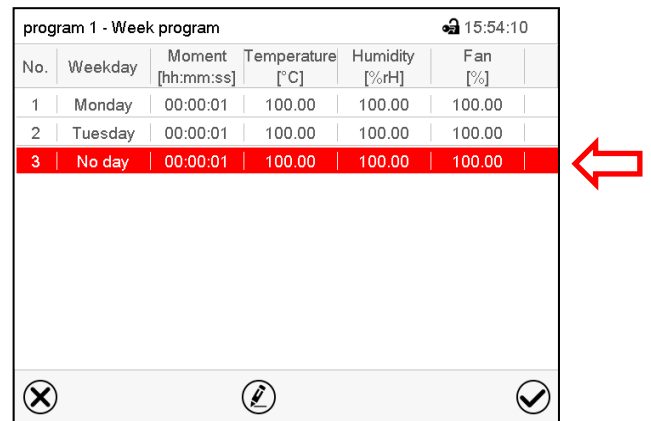 program 1 - Week program 15:54:10
No. Weekday Moment [hh:mm:ss] Temperature [°C] Humidity [%rH] Fan [%]
1 Monday 00:00:01 100.00 100.00 100.00
2 Tuesday 00:00:01 100.00 100.00 100.00
3 No day 00:00:01 100.00 100.00 100.00